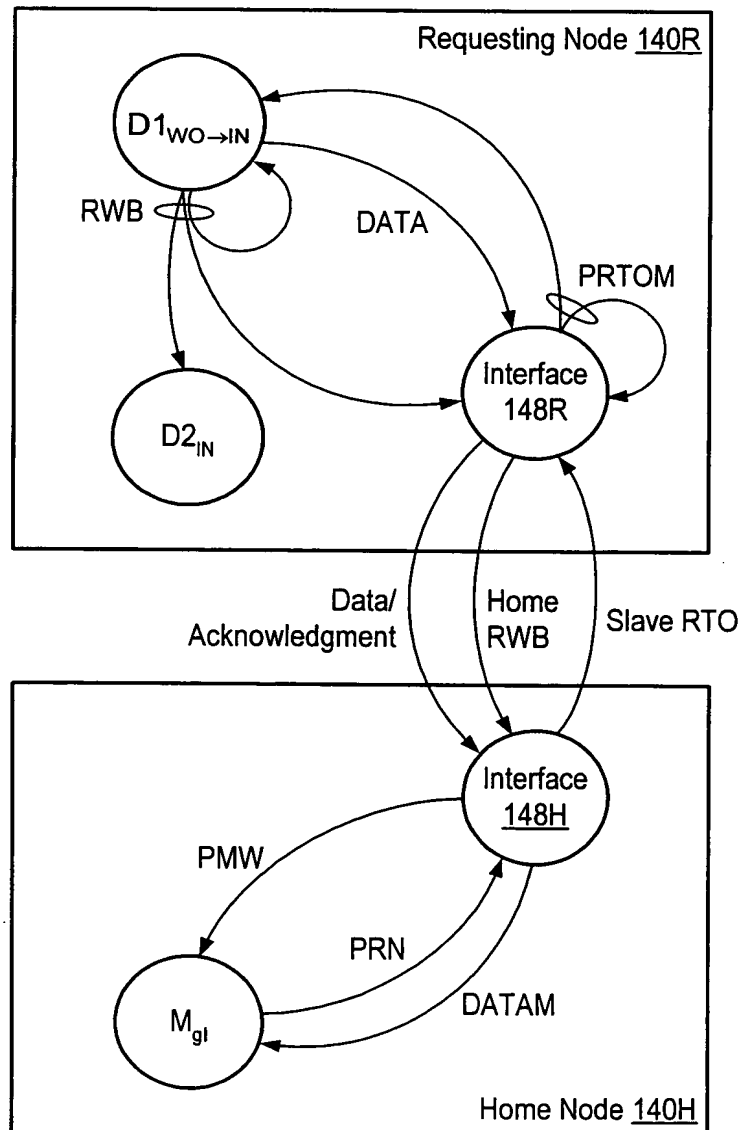 Requesting Node 140R
D1WO→IN
RWB
DATA
PRTOM
Interface
148R
D2IN
Data/
Acknowledgment
Home
RWB
Slave RTO
Interface
148H
PMW
PRN
DATAM
MgI
Home Node 140H